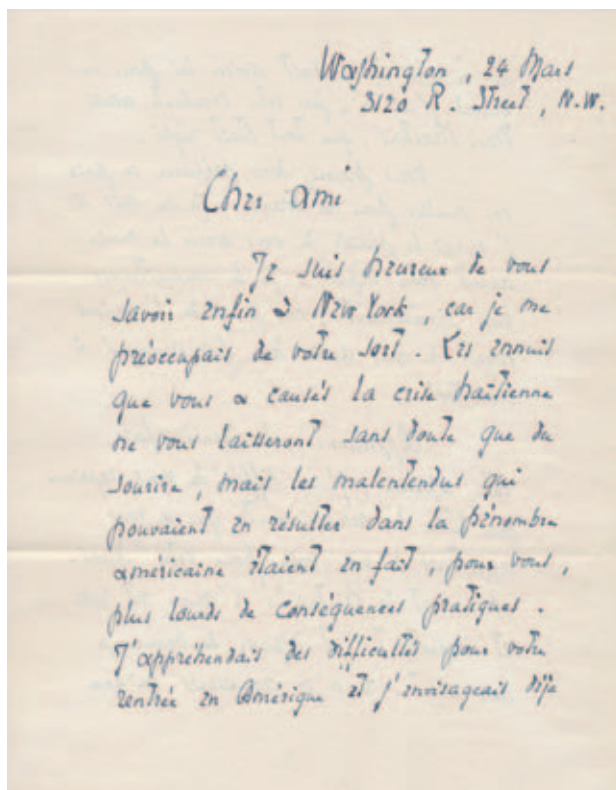 Washington, 24 Mars
3120 R. Street, N.W.
Cher ami
Je suis heureux de vous
savoir enfin à New York, car je me
préoccupais de votre sort. Les ennuis
que vous a causés la crise haïtienne
ne vous laisseront sans doute que du
sourire, mais les malentendus qui
pouvaient en résulter dans la pénombre
américaine étaient en fait, pour vous,
plus lourds de conséquences pratiques.
J'appréhendais des difficultés pour votre
rentrée en Amérique et j'envisageais déjà